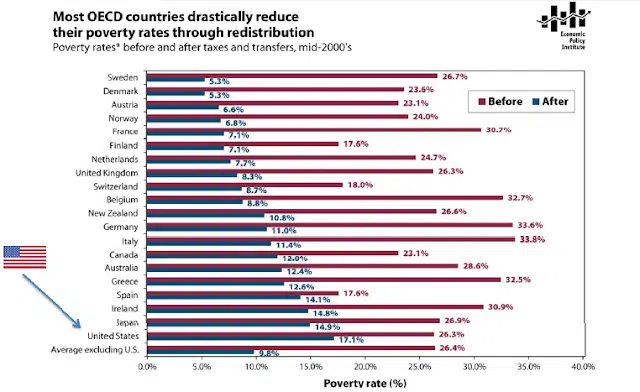 Most OECD countries drastically reduce
their poverty rates through redistribution
Poverty rates* before and after taxes and transfers, mid-2000's
Economic
Policy
Institute
Before After
Sweden 26.7%
5.3%
Denmark 23.6%
5.3%
Austria 23.1%
6.6%
Norway 24.0%
6.8%
France 30.7%
7.1%
Finland 17.6%
7.1%
Netherlands 24.7%
7.7%
United Kingdom 26.3%
8.3%
Switzerland 18.0%
8.7%
Belgium 32.7%
8.8%
New Zealand 26.6%
10.8%
Germany 33.6%
11.0%
Italy 33.8%
11.4%
Canada 23.1%
12.0%
Australia 28.6%
12.4%
Greece 32.5%
12.6%
Spain 17.6%
14.1%
Ireland 30.9%
14.8%
Japan 26.9%
14.9%
United States 26.3%
17.1%
Average excluding U.S. 26.4%
9.8%
0.0% 5.0% 10.0% 15.0% 20.0% 25.0% 30.0% 35.0% 40.0%
Poverty rate (%)